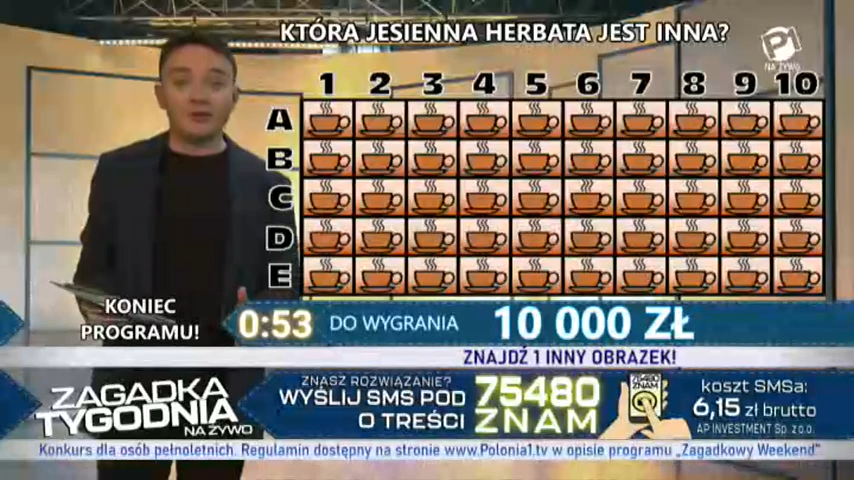 KTÓRA JESIENNA HERBATA JEST INNA?
P1
NA ŻYWO
1 2 3 4 5 6 7 8 9 10
A
B
C
D
E
KONIEC
PROGRAMU!
0:53 DO WYGRANIA 10 000 ZŁ
ZNAJDŹ 1 INNY OBRAZEK!
ZAGADKA
TYGODNIA
NA ŻYWO
ZNASZ ROZWIĄZANIE?
WYŚLIJ SMS POD
O TREŚCI
75480
ZNAM
75480
ZNAM
koszt SMSa:
6,15 zł brutto
AP INVESTMENT Sp. z o.o.
Konkurs dla osób pełnoletnich. Regulamin dostępny na stronie www.Polonia1.tv w opisie programu „Zagadkowy Weekend"